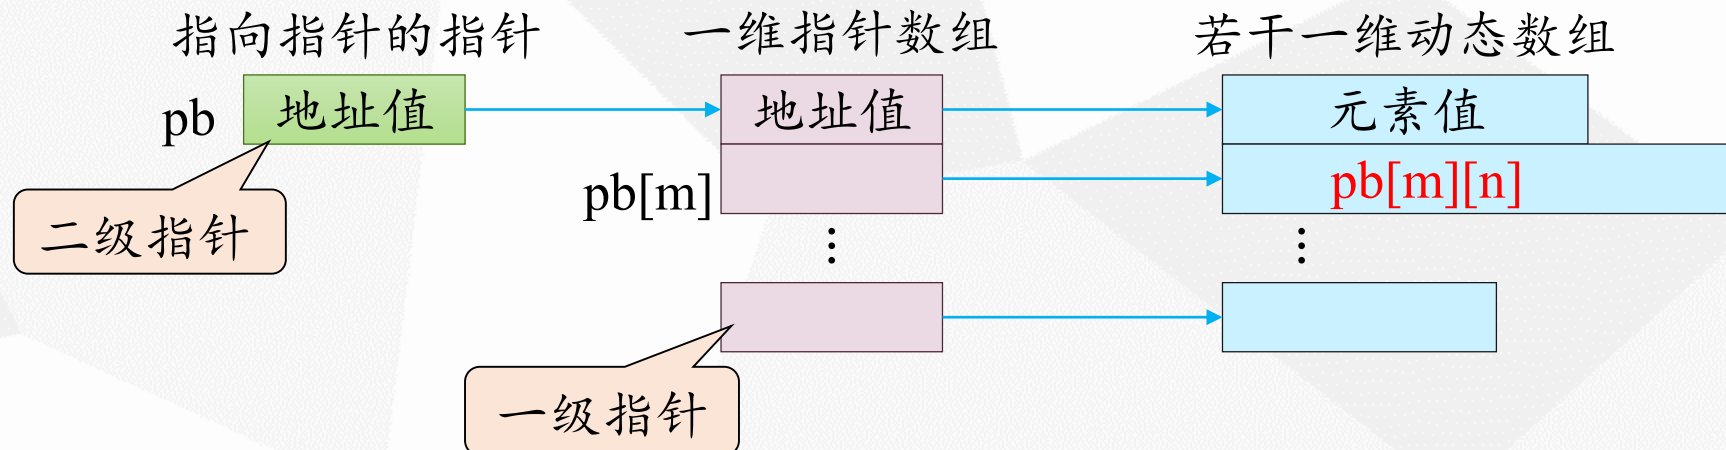 指向指针的指针
一维指针数组
若干一维动态数组
pb
地址值
地址值
元素值
pb[m]
pb[m][n]
二级指针
⋮
⋮
一级指针